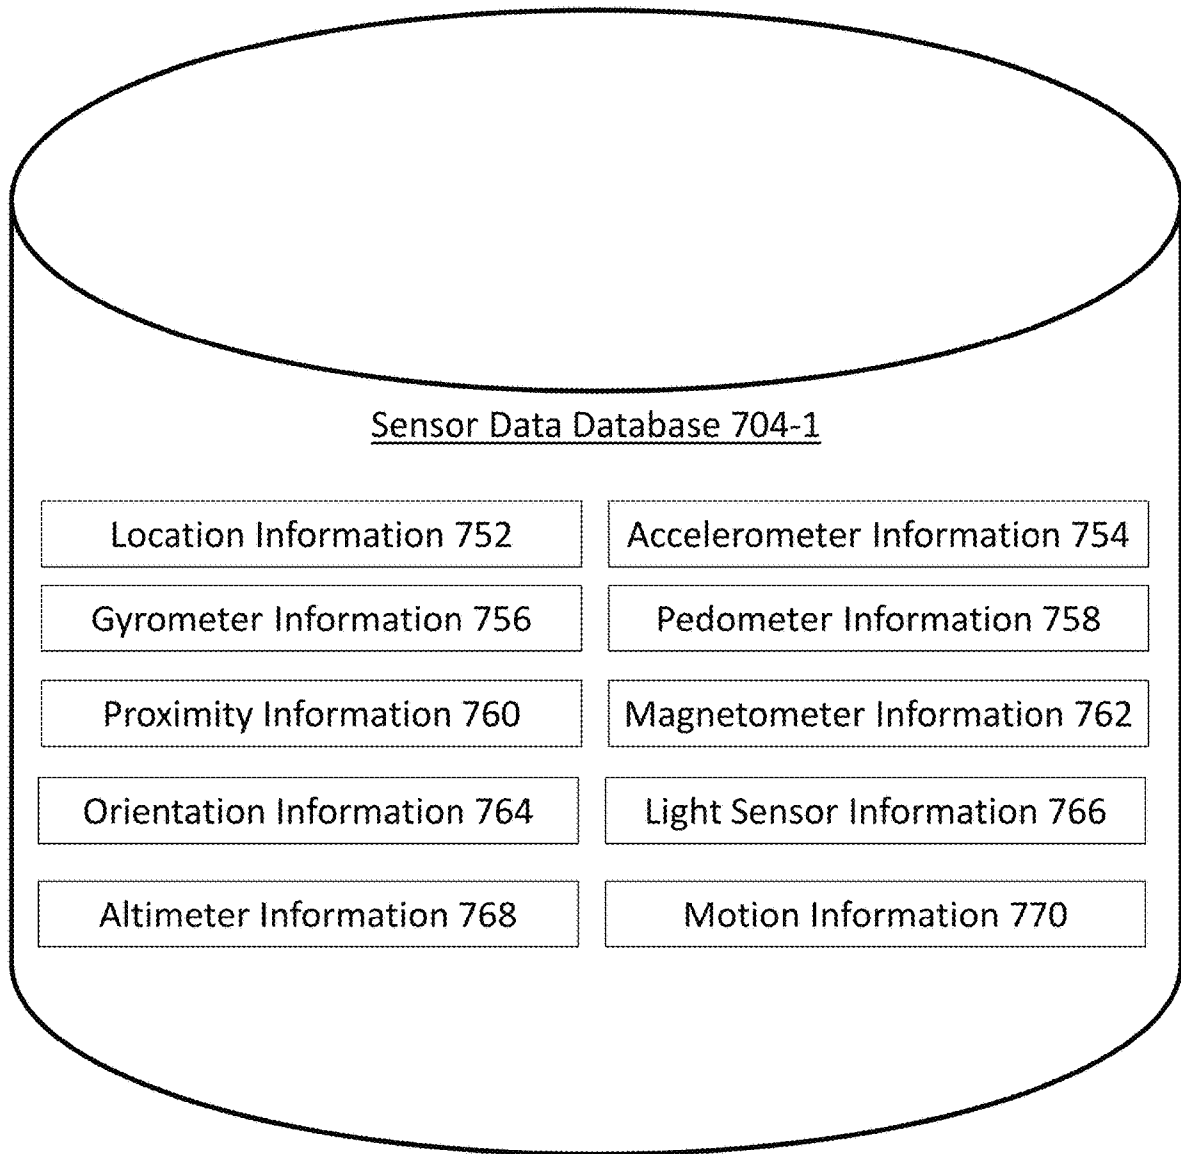 Sensor Data Database 704-1
Location Information 752
Accelerometer Information 754
Gyrometer Information 756
Pedometer Information 758
Proximity Information 760
Magnetometer Information 762
Orientation Information 764
Light Sensor Information 766
Altimeter Information 768
Motion Information 770